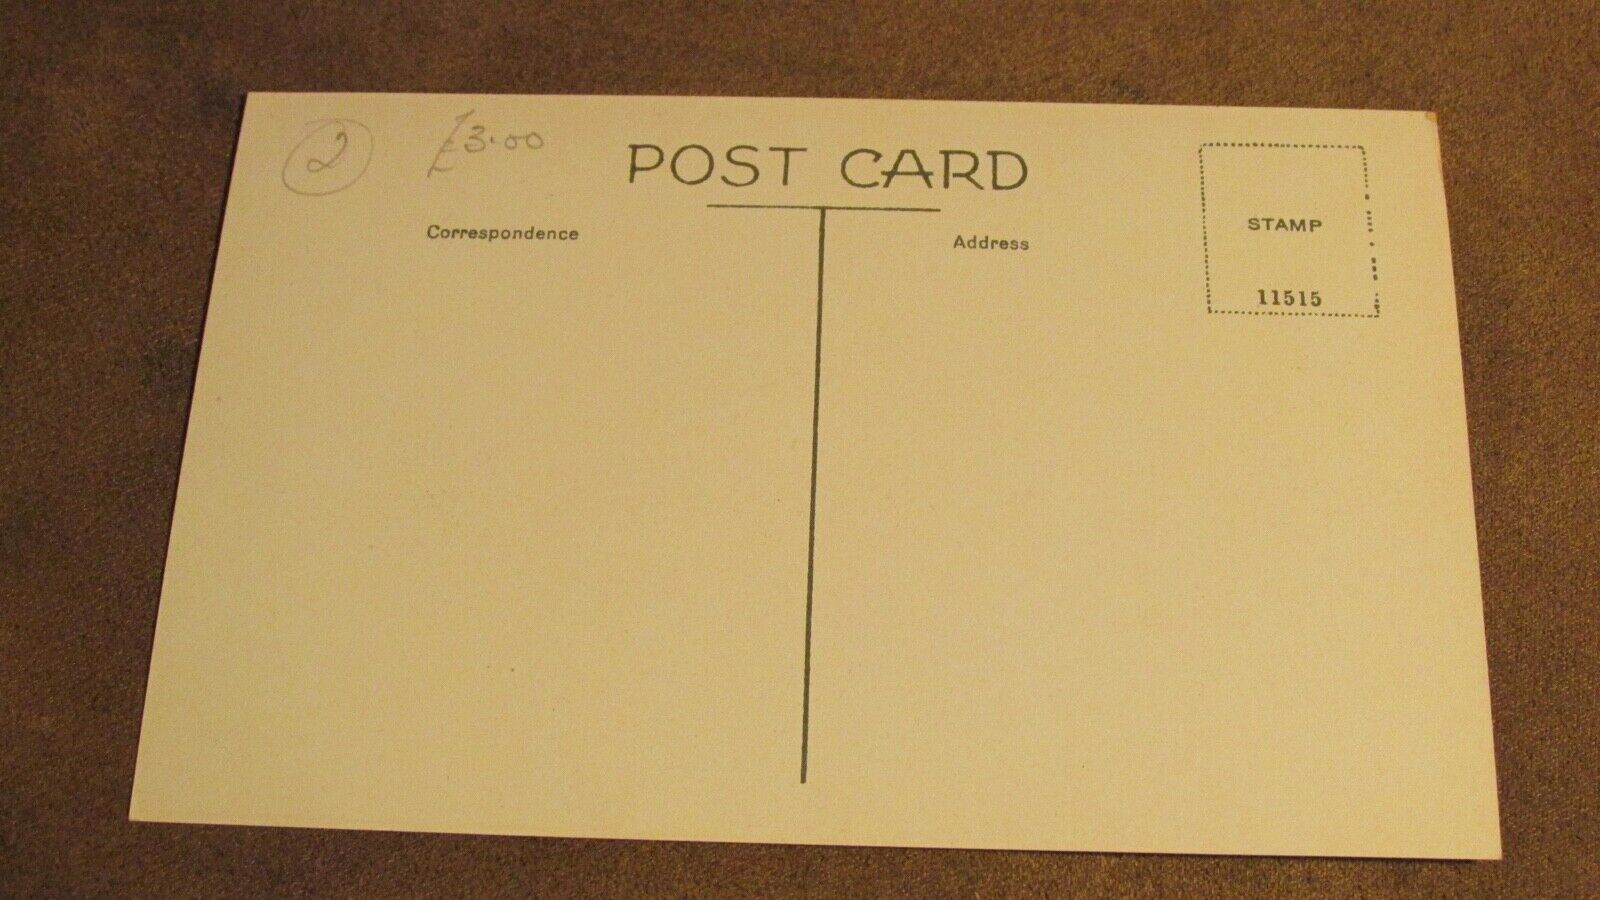 2
£3.00
POST CARD
Correspondence
Address
STAMP
11515